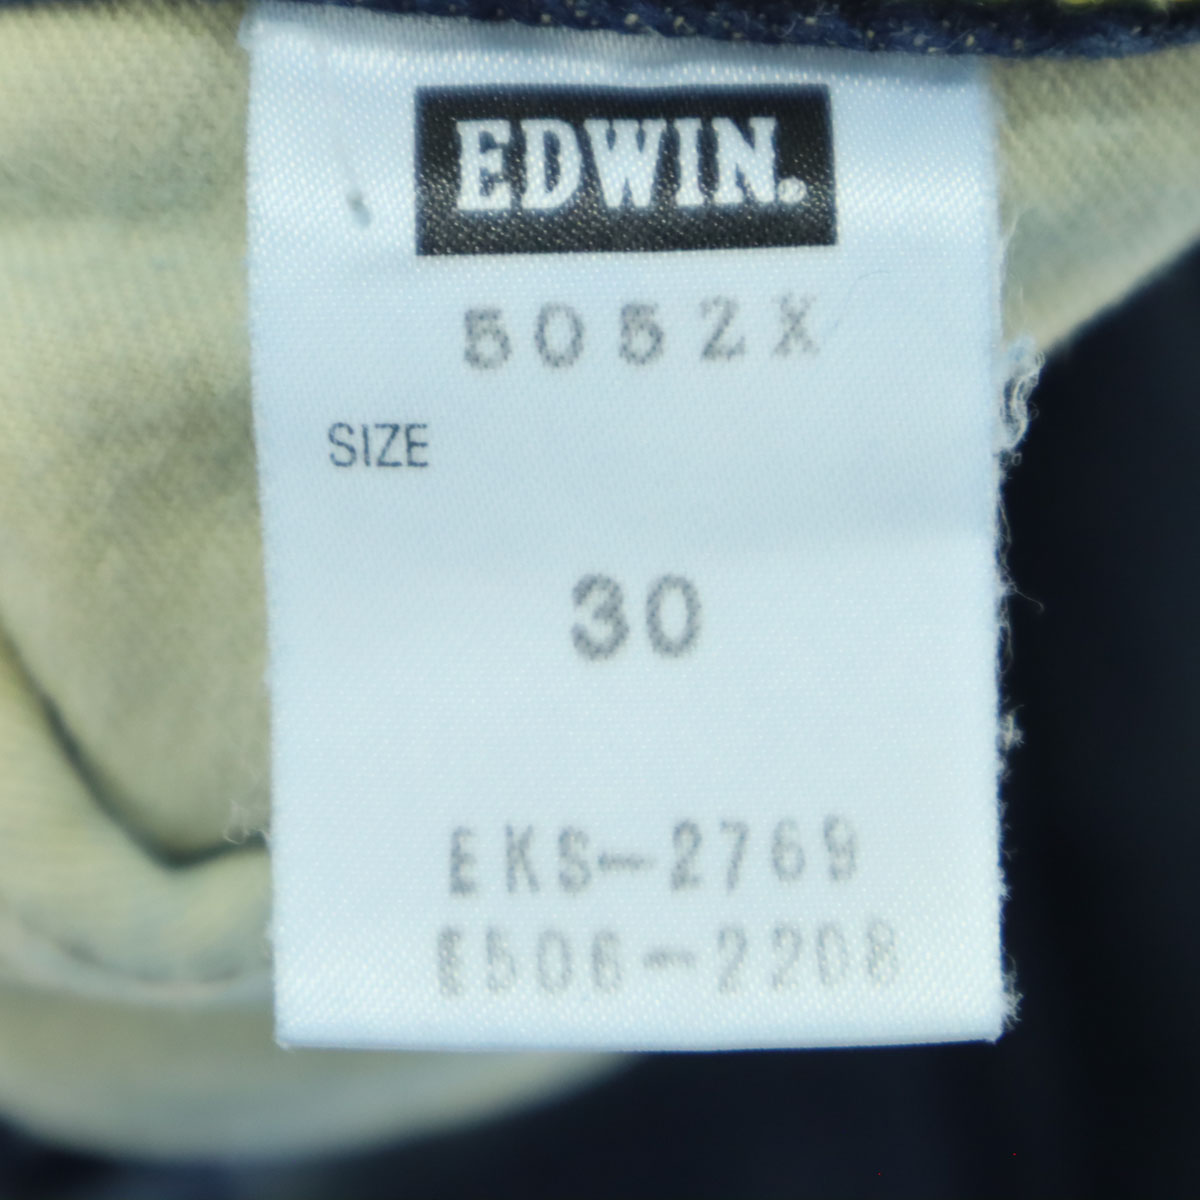 EDWIN.
505ZX
SIZE
30
EKS-2769
E506-2208